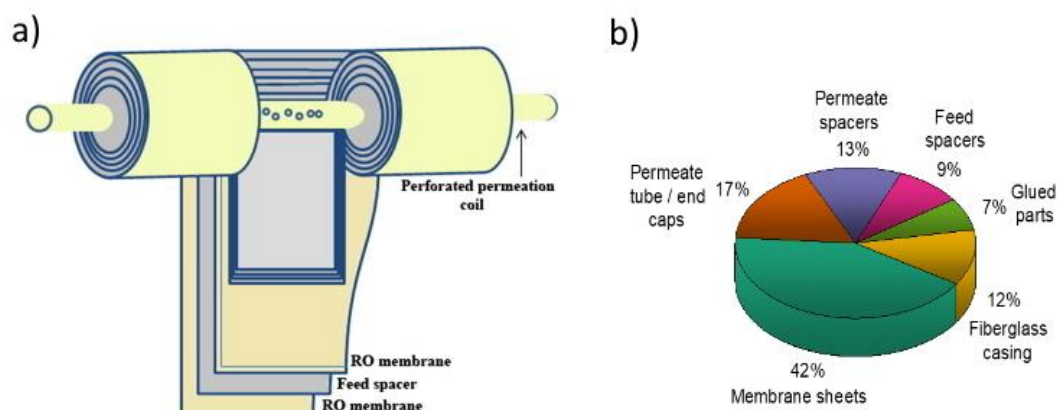 a)
Perforated permeation
coil
RO membrane
Feed spacer
RO membrane
b)
Permeate
spacers
13%
Feed
spacers
9%
Permeate
tube / end
caps
17%
Glued
parts
7%
12%
Fiberglass
casing
42%
Membrane sheets